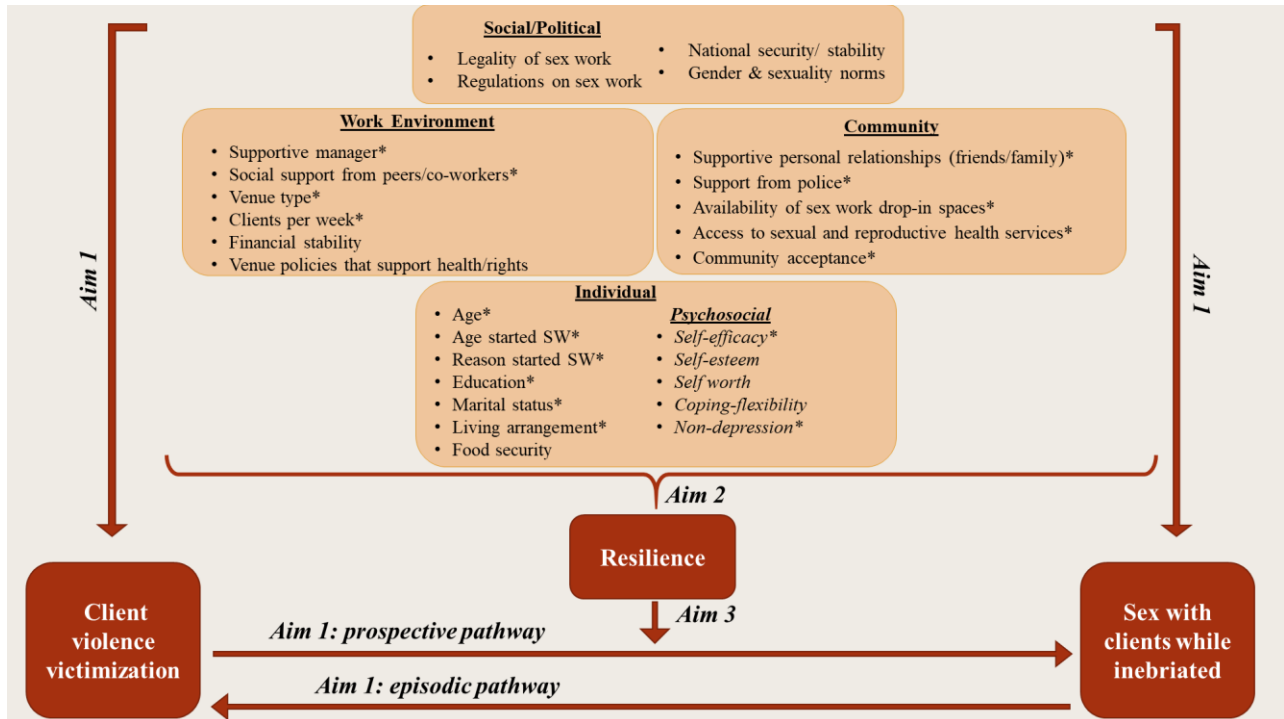 Social/Political
• Legality of sex work
• Regulations on sex work
• National security/ stability
• Gender & sexuality norms
Work Environment
• Supportive manager*
• Social support from peers/co-workers*
• Venue type*
• Clients per week*
• Financial stability
• Venue policies that support health/rights
Community
• Supportive personal relationships (friends/family)*
• Support from police*
• Availability of sex work drop-in spaces*
• Access to sexual and reproductive health services*
• Community acceptance*
Individual
• Age*
• Age started SW*
• Reason started SW*
• Education*
• Marital status*
• Living arrangement*
• Food security
Psychosocial
• Self-efficacy*
• Self-esteem
• Self worth
• Coping-flexibility
• Non-depression*
Aim 1
Aim 1
Aim 2
Resilience
Aim 3
Client
violence
victimization
Aim 1: prospective pathway
Aim 1: episodic pathway
Sex with
clients while
inebriated